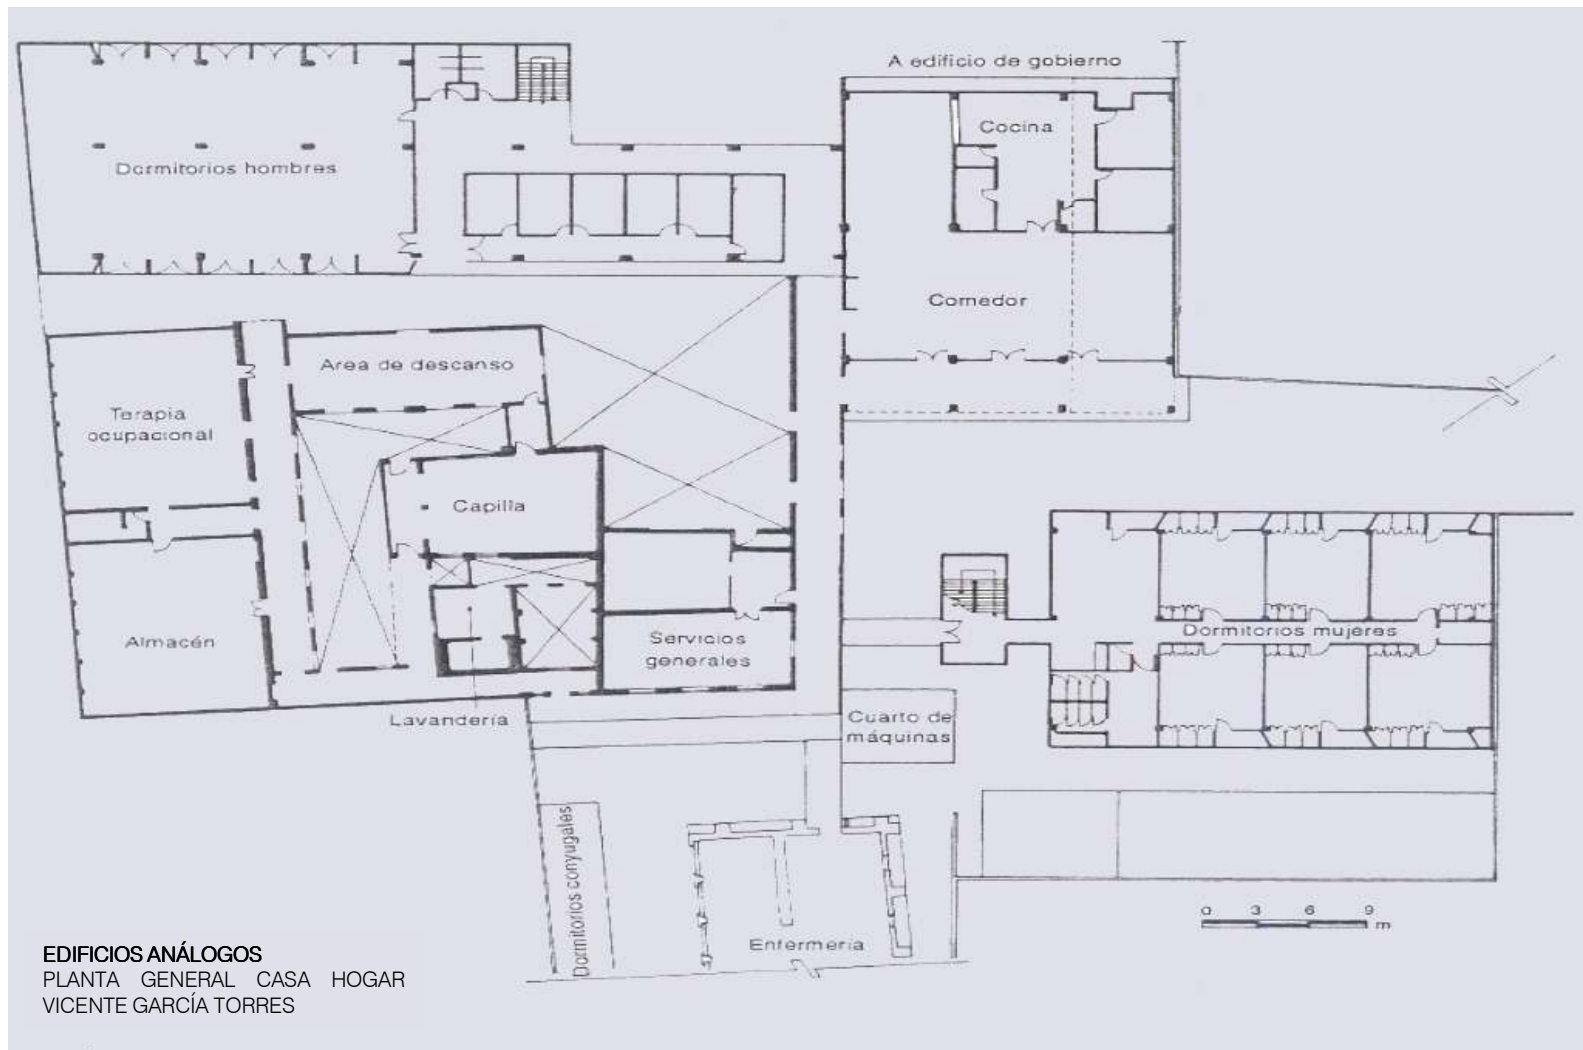 A edificio de gobierno
Cocina
Dormitorios hombres
Comedor
Area de descanso
Terapia
ocupacional
Capilla
Dormitorios mujeres
Almacén
Servicios
generales
Lavandería
Cuarto de
máquinas
Dormitorios conyugales
Enfermería
0 3 6 9
m
EDIFICIOS ANÁLOGOS
PLANTA GENERAL CASA HOGAR
VICENTE GARCÍA TORRES